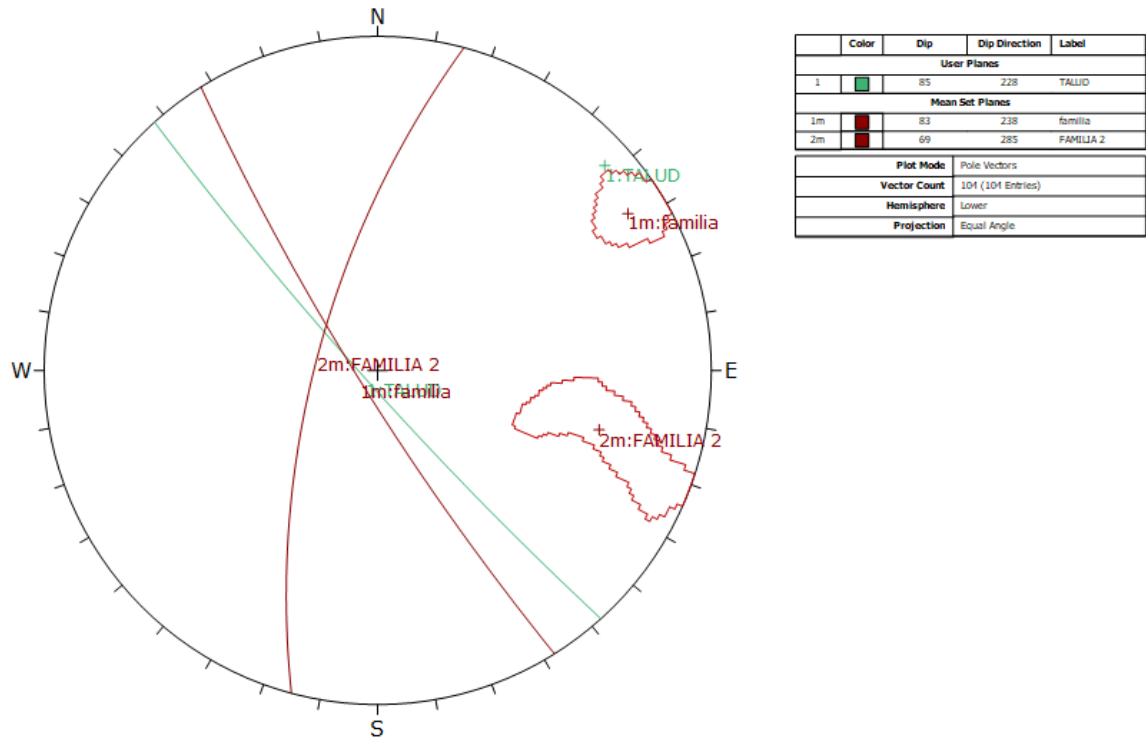 N
W
E
S
1:TALUD
1m:familia
2m:FAMILIA 2
1m:familia
2m:FAMILIA 2
Color Dip Dip Direction Label
User Planes
1 85 228 TALUD
Mean Set Planes
1m 83 238 familia
2m 69 285 FAMILIA 2
Plot Mode Pole Vectors
Vector Count 104 (104 Entries)
Hemisphere Lower
Projection Equal Angle